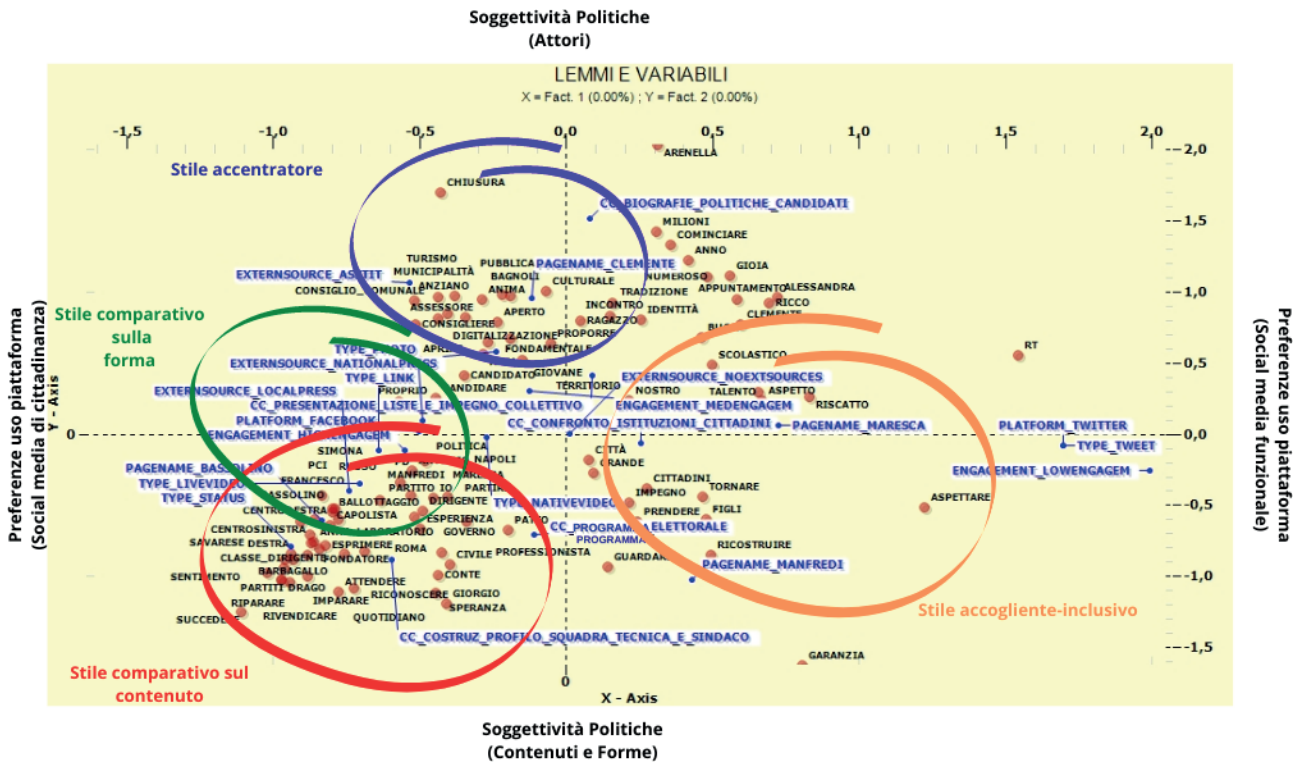 Soggettività Politiche
(Attori)
LEMMI E VARIABILI
X = Fact. 1 (0.00%) ; Y = Fact. 2 (0.00%)
-1,5 -1,0 -0,5 0,0 0,5 1,0 1,5 2,0
2,0
ARENELLA
Stile accentratore
CHIUSURA
CC_BIOGRAFIE_POLITICHE_CANDIDATI
1,5
MILIONI
COMINCIARE
ANNO
TURISMO
PUBBLICA
PAGENAME_CLEMENTE
GIOIA
MUNICIPALITÀ
BAGNOLI
NUMEROSO
EXTERNSOURCE_ASSTIT
ANZIANO
CULTURALE
APPUNTAMENTO
ALESSANDRA
CONSIGLIO_COMUNALE
ANIMA
TRADIZIONE
1,0
INCONTRO
RICCO
ASSESSORE
APERTO
IDENTITÀ
CLEMENTE
CONSIGLIERE
RAGAZZO
Stile comparativo
sulla
forma
DIGITALIZZAZIONE
PROPORRE
TYPE_PHOTO
FONDAMENTALE
RT
EXTERNSOURCE_NATIONALPRESS
SCOLASTICO
0,5
TYPE_LINK
CANDIDATO
GIOVANE
EXTERNSOURCE_NOEXTSOURCES
EXTERNSOURCE_LOCALPRESS
PROPRIO
ANDIDARE
TERRITORIO
NOSTRO
TALENTO
ASPETTO
CC_PRESENTAZIONE_LISTE_E_IMPEGNO_COLLETTIVO
ENGAGEMENT_MEDENGAGEM
RISCATTO
PLATFORM_FACEBOOK
CC_CONFRONTO_ISTITUZIONI_CITTADINI
PAGENAME_MARESCA
PLATFORM_TWITTER
0
0,0
SIMONA
POLITICA
CITTÀ
TYPE_TWEET
PCI
NAPOLI
GRANDE
PAGENAME_BASSOLINO
FRANCESCO
MANFREDI
ENGAGEMENT_LOWENGAGEM
TYPE_LIVEVIDEO
PARTITO
IO
CITTADINI
TORNARE
TYPE_STATUS
BALLOTTAGGIO
DIRIGENTE
TYPE_NATIVEVIDEO
IMPEGNO
ASPETTARE
CAPOLISTA
PRENDERE
FIGLI
-0,5
CENTROSINISTRA
ESPERIENZA
PATTO
CC_PROGRAMMA
ELETTORALE
GOVERNO
PROGRAMMA
SAVARESE
DESTRA
ESPRIMERE
ROMA
RICOSTRUIRE
CLASSE_DIRIGENTE
FONDATORE
CIVILE
PROFESSIONISTA
GUARDARE
PAGENAME_MANFREDI
SENTIMENTO
BARBAGALLO
CONTE
-1,0
PARTITI
DRAGO
ATTENDERE
RICONOSCERE
GIORGIO
RIPARARE
IMPARARE
SPERANZA
Stile accogliente-inclusivo
SUCCEDERE
RIVENDICARE
QUOTIDIANO
CC_COSTRUZ_PROFILO_SQUADRA_TECNICA_E_SINDACO
-1,5
GARANZIA
Stile comparativo sul
contenuto
0
X - Axis
Y - Axis
Soggettività Politiche
(Contenuti e Forme)
Preferenze uso piattaforma
(Social media di cittadinanza)
Preferenze uso piattaforma
(Social media funzionale)